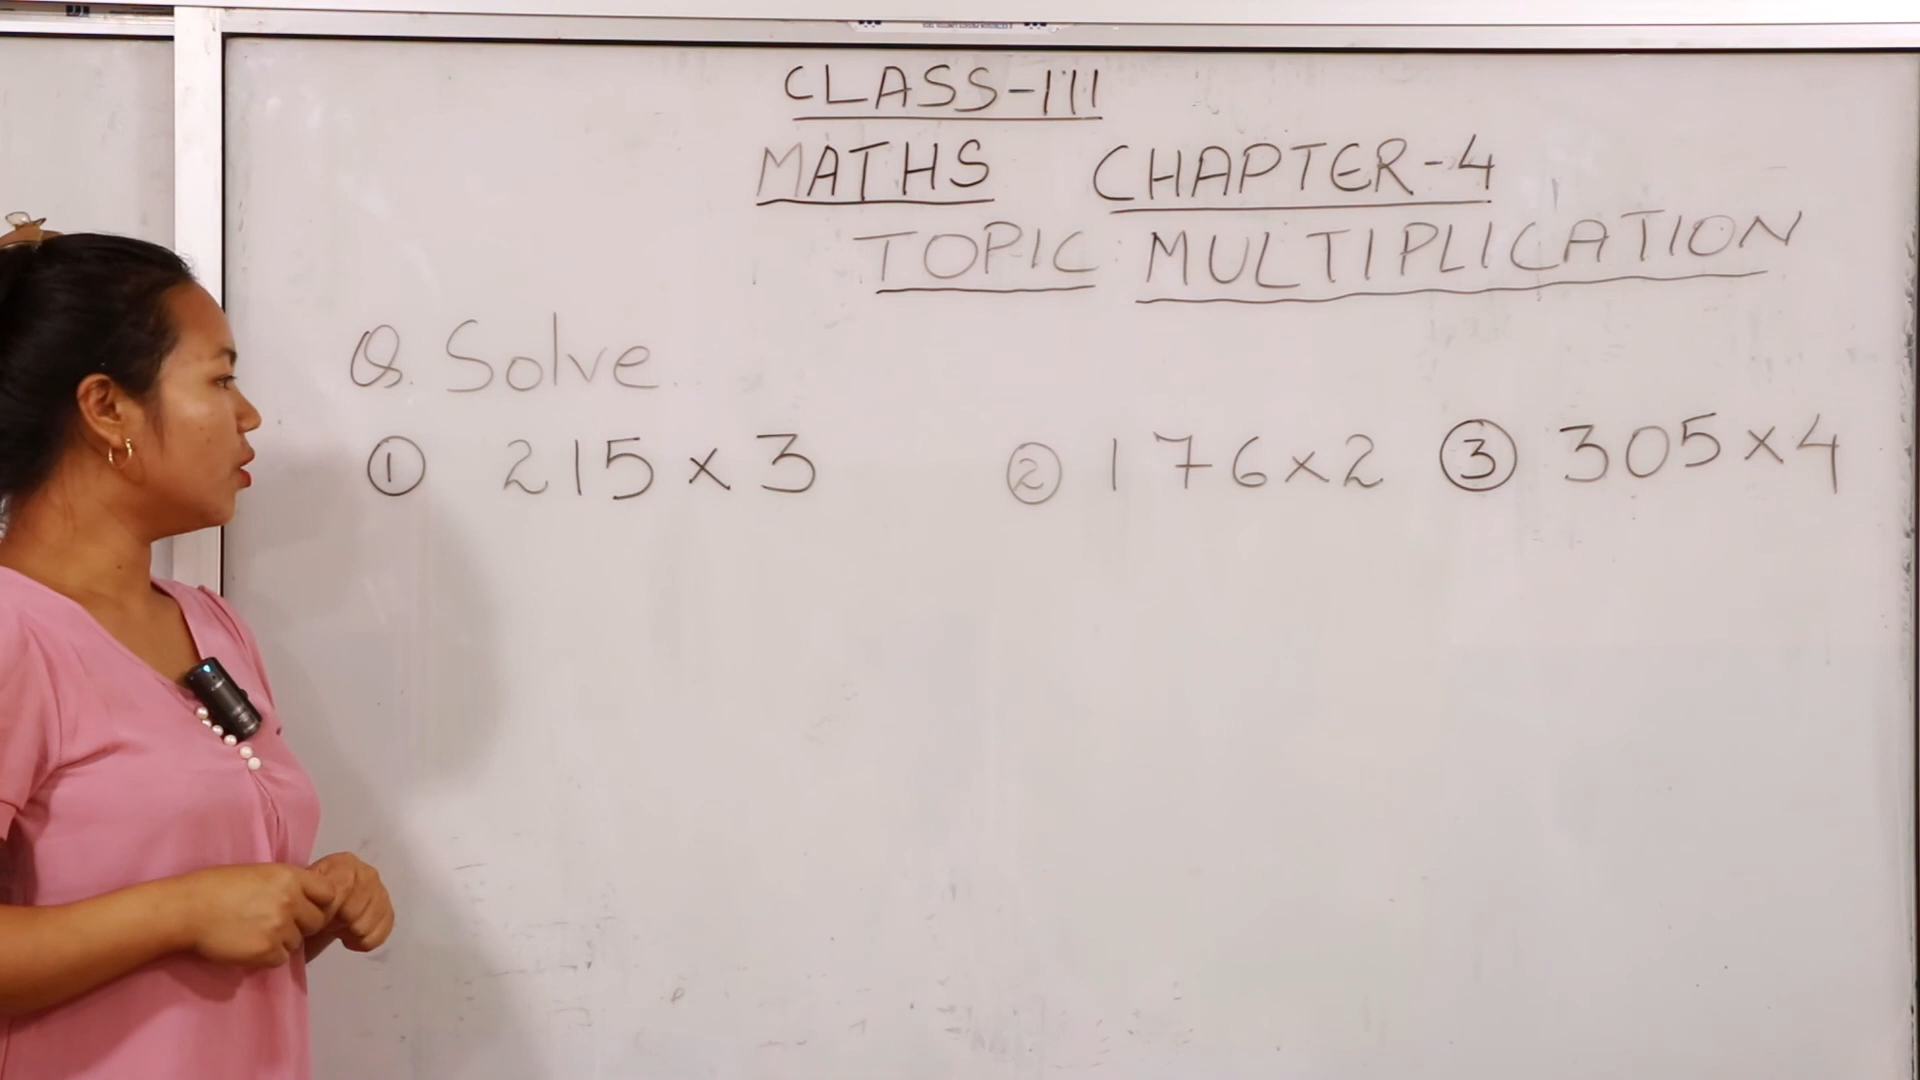 CLASS-III
MATHS CHAPTER-4
TOPIC: MULTIPLICATION
Q. Solve.
① 215 x 3 ② 176 x 2 ③ 305 x 4